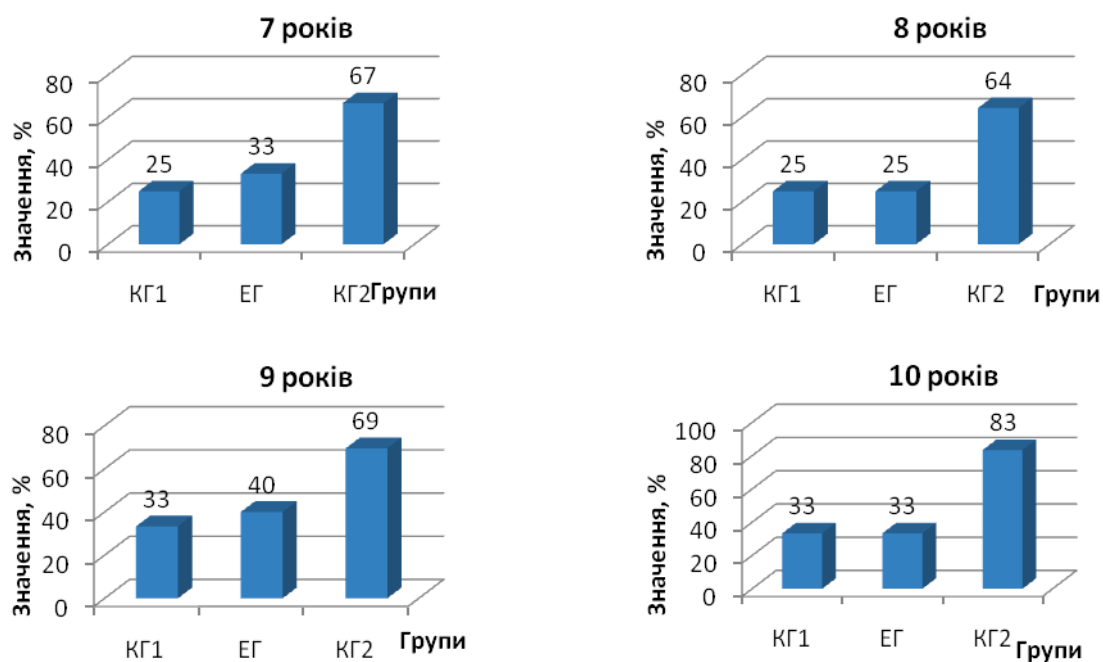 7 років
Значення, %
80
60
40
20
0
25
33
67
КГ1
ЕГ
КГ2
Групи
8 років
Значення, %
80
60
40
20
0
25
25
64
КГ1
ЕГ
КГ2
Групи
9 років
Значення, %
80
60
40
20
0
33
40
69
КГ1
ЕГ
КГ2
Групи
10 років
Значення, %
100
80
60
40
20
0
33
33
83
КГ1
ЕГ
КГ2
Групи